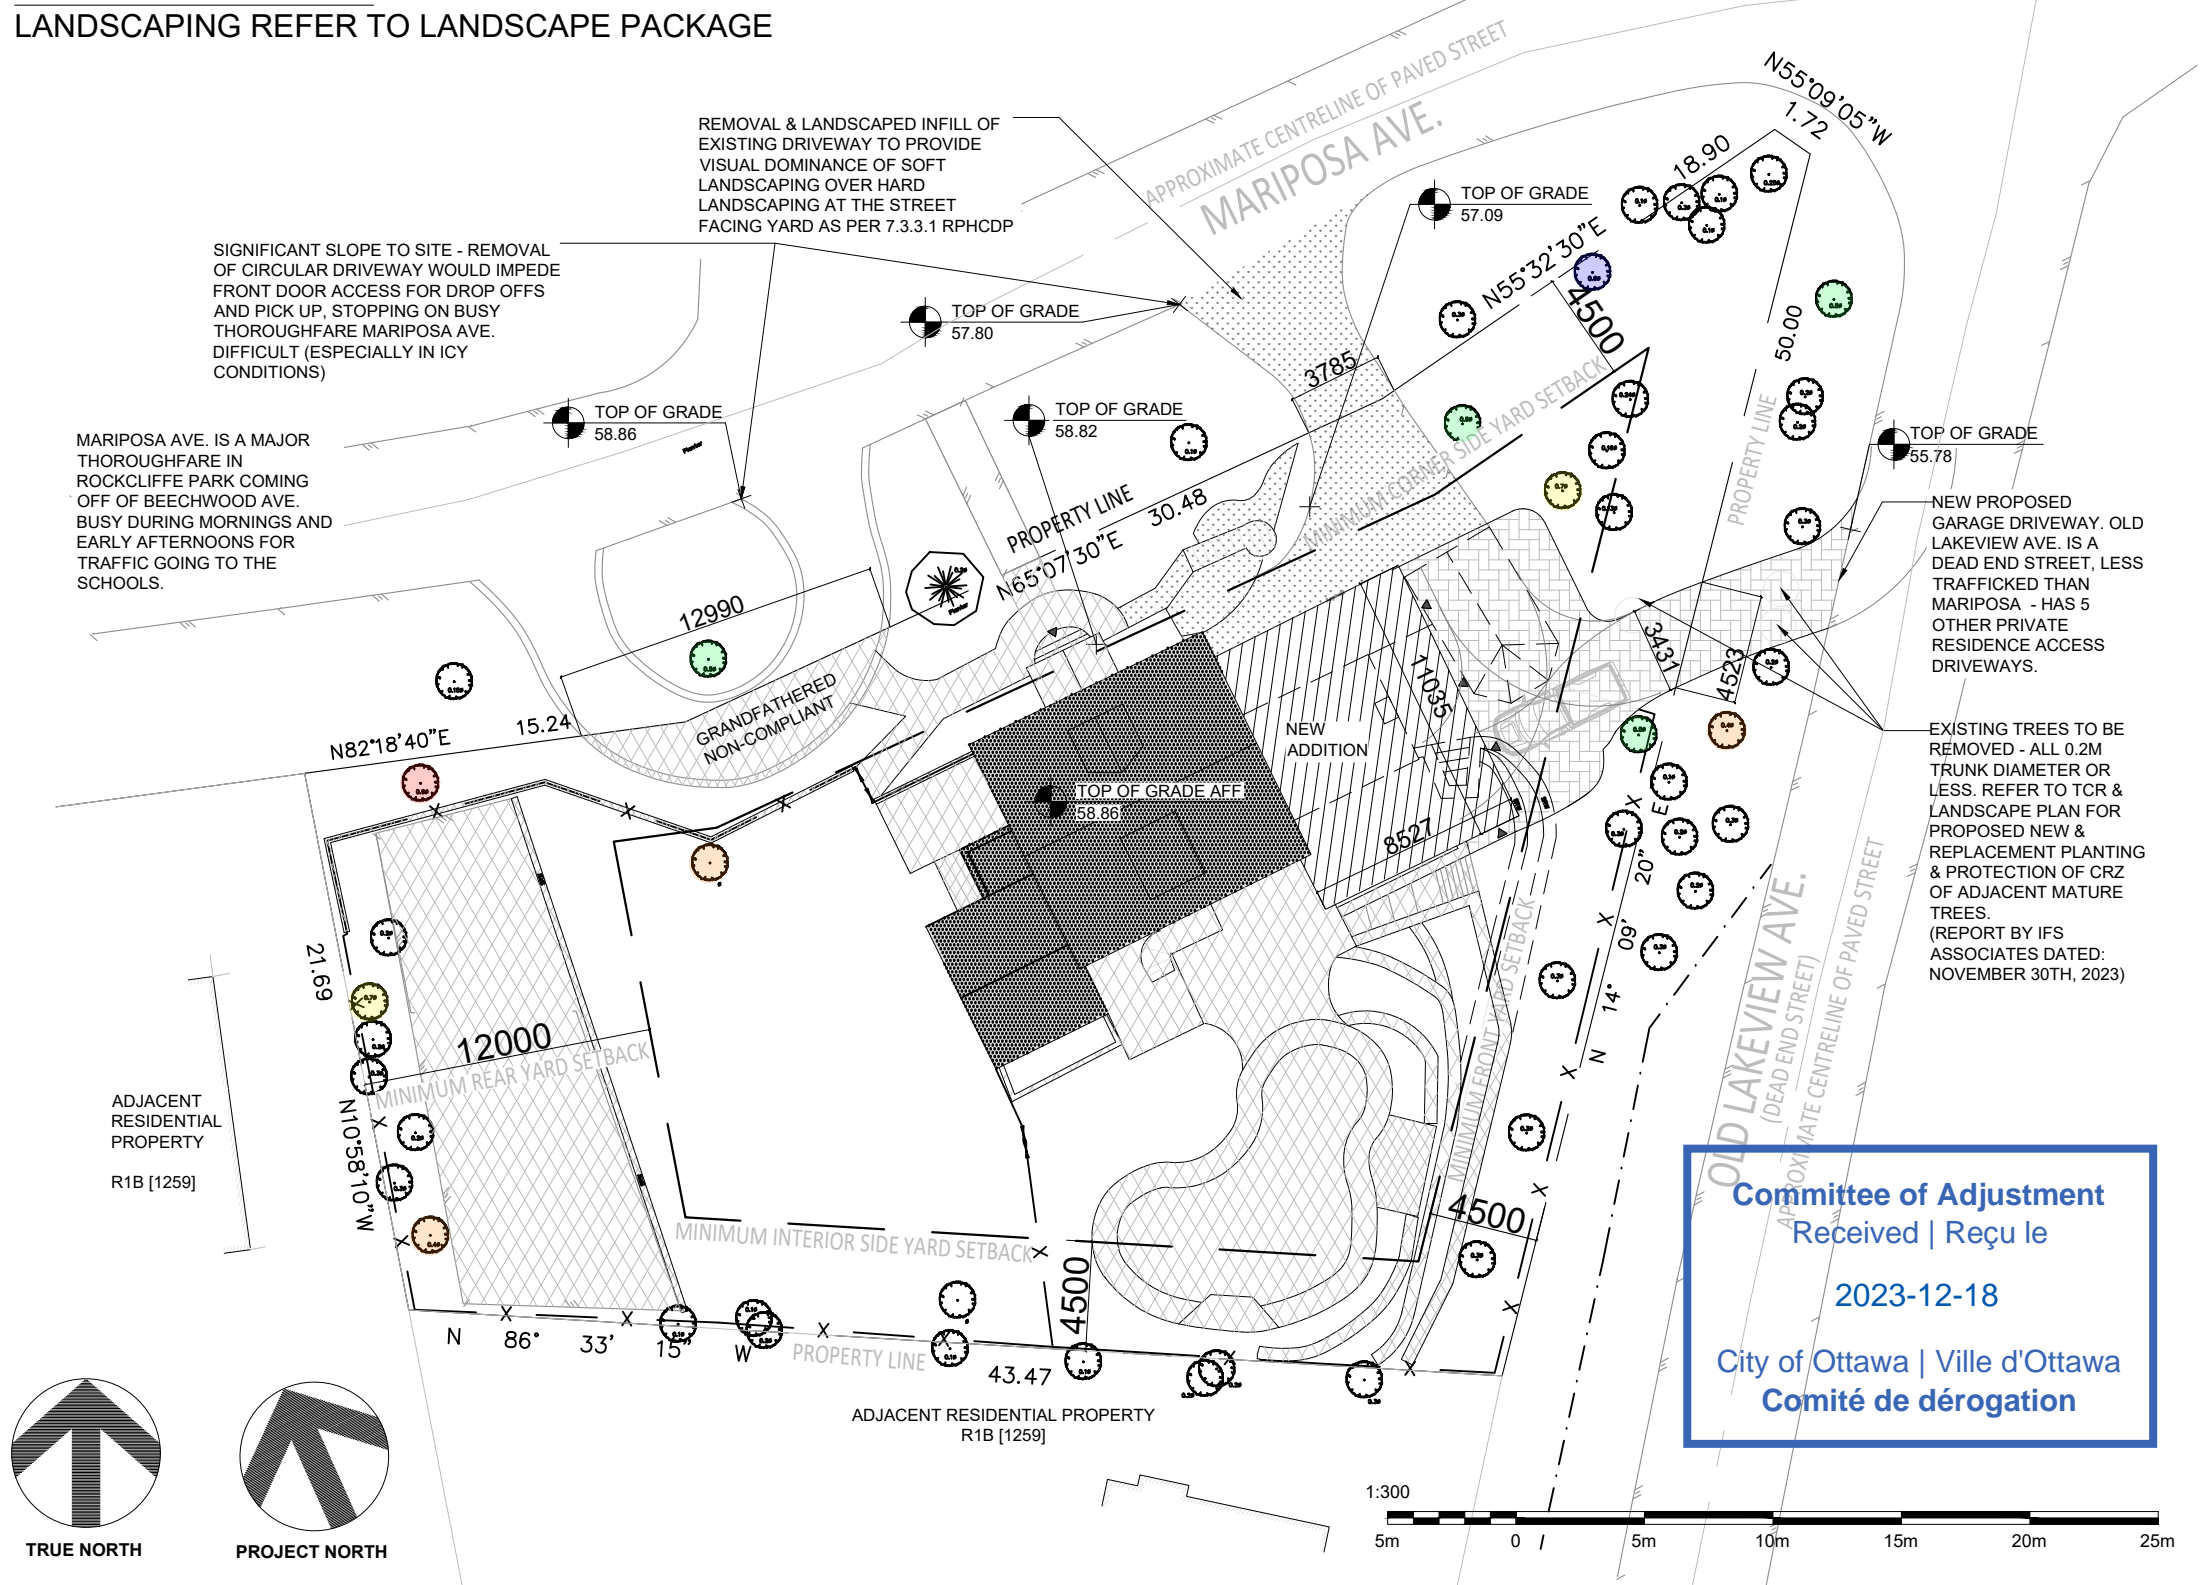 LANDSCAPING REFER TO LANDSCAPE PACKAGE
REMOVAL & LANDSCAPED INFILL OF
EXISTING DRIVEWAY TO PROVIDE
VISUAL DOMINANCE OF SOFT
LANDSCAPING OVER HARD
LANDSCAPING AT THE STREET
FACING YARD AS PER 7.3.3.1 RPHCDP
APPROXIMATE CENTRELINE OF PAVED STREET
MARIPOSA AVE.
N55°09'05"W
1.72
18.90
TOP OF GRADE
57.09
N55°32'30"E
4500
SIGNIFICANT SLOPE TO SITE - REMOVAL
OF CIRCULAR DRIVEWAY WOULD IMPEDE
FRONT DOOR ACCESS FOR DROP OFFS
AND PICK UP, STOPPING ON BUSY
THOROUGHFARE MARIPOSA AVE.
DIFFICULT (ESPECIALLY IN ICY
CONDITIONS)
TOP OF GRADE
57.80
50.00
3785
MINIMUM CORNER SIDE YARD SETBACK
PROPERTY LINE
TOP OF GRADE
58.86
TOP OF GRADE
58.82
TOP OF GRADE
55.78
MARIPOSA AVE. IS A MAJOR
THOROUGHFARE IN
ROCKCLIFFE PARK COMING
OFF OF BEECHWOOD AVE.
BUSY DURING MORNINGS AND
EARLY AFTERNOONS FOR
TRAFFIC GOING TO THE
SCHOOLS.
PROPERTY LINE
30.48
N65°07'30"E
NEW PROPOSED
GARAGE DRIVEWAY. OLD
LAKEVIEW AVE. IS A
DEAD END STREET, LESS
TRAFFICKED THAN
MARIPOSA - HAS 5
OTHER PRIVATE
RESIDENCE ACCESS
DRIVEWAYS.
12990
3431
4523
11035
GRANDFATHERED
NON-COMPLIANT
15.24
N82°18'40"E
NEW
ADDITION
TOP OF GRADE AFF
58.86
8527
EXISTING TREES TO BE
REMOVED - ALL 0.2M
TRUNK DIAMETER OR
LESS. REFER TO TCR &
LANDSCAPE PLAN FOR
PROPOSED NEW &
REPLACEMENT PLANTING
& PROTECTION OF CRZ
OF ADJACENT MATURE
TREES.
(REPORT BY IFS
ASSOCIATES DATED:
NOVEMBER 30TH, 2023)
N 14° 09' 20" E
21.69
12000
MINIMUM REAR YARD SETBACK
MINIMUM FRONT YARD SETBACK
OLD LAKEVIEW AVE.
(DEAD END STREET)
APPROXIMATE CENTRELINE OF PAVED STREET
ADJACENT
RESIDENTIAL
PROPERTY
R1B [1259]
N10°58'10"W
MINIMUM INTERIOR SIDE YARD SETBACK
4500
4500
N 86° 33' 15" W
PROPERTY LINE
43.47
ADJACENT RESIDENTIAL PROPERTY
R1B [1259]
Committee of Adjustment
Received | Reçu le
2023-12-18
City of Ottawa | Ville d'Ottawa
Comité de dérogation
TRUE NORTH
PROJECT NORTH
1:300
5m 0 5m 10m 15m 20m 25m